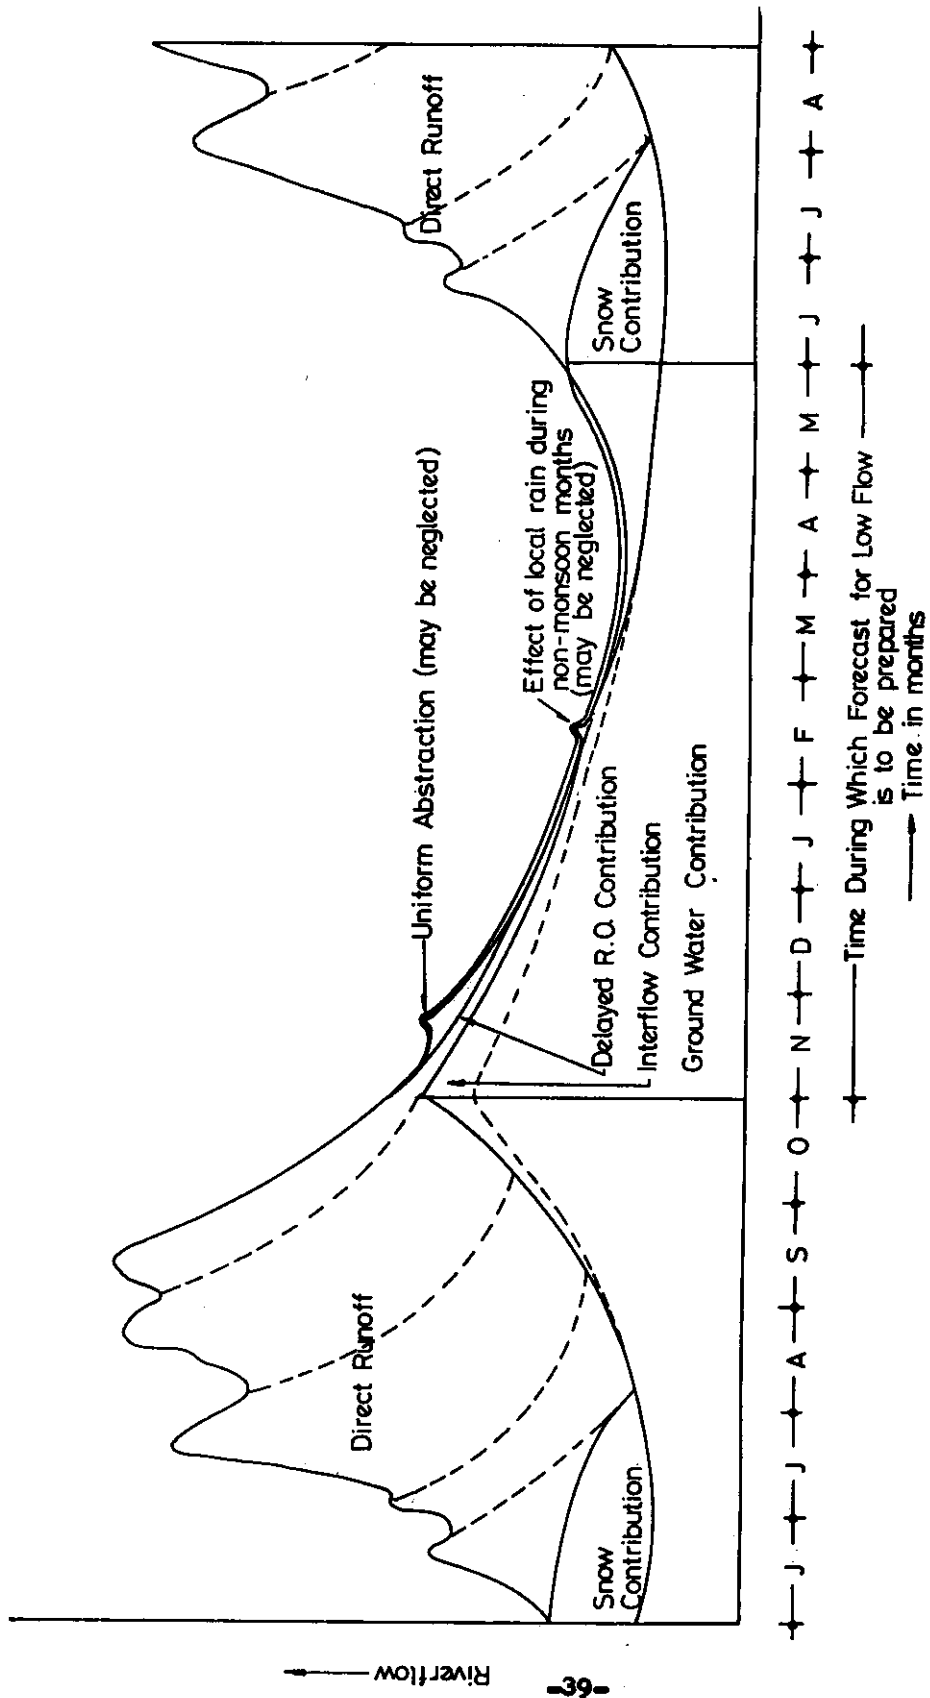 Riverflow
-39-
Direct Runoff
Snow
Contribution
Uniform Abstraction (may be neglected)
Delayed R.O. Contribution
Interflow Contribution
Ground Water Contribution
Effect of local rain during
non-monsoon months
(may be neglected)
Direct Runoff
Snow
Contribution
J J A S O N D J F M A M J J A
Time During Which Forecast for Low Flow
is to be prepared
Time in months